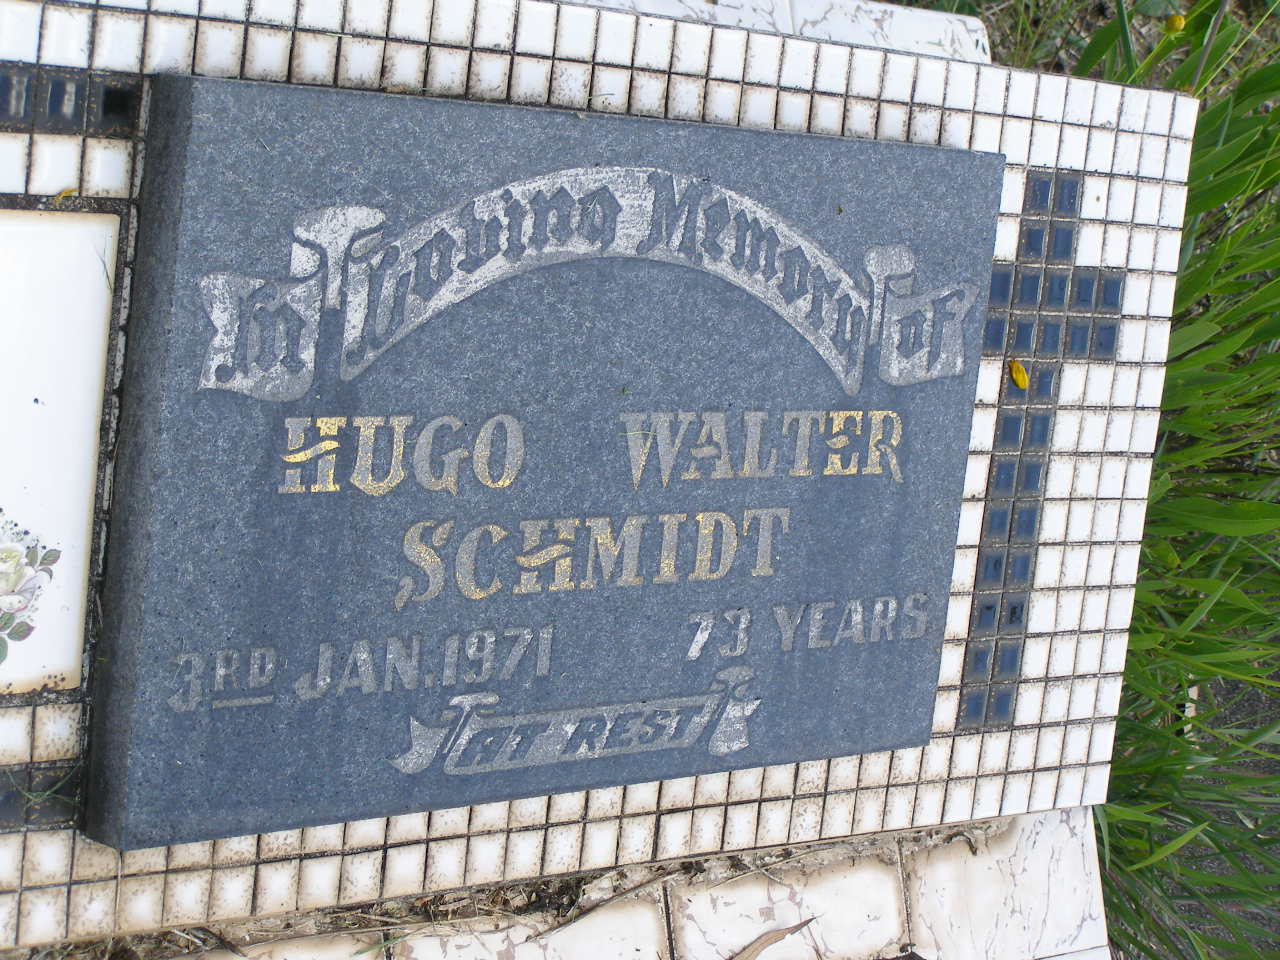 In Loving Memory of
HUGO WALTER
SCHMIDT
3RD JAN. 1971 73 YEARS
AT REST